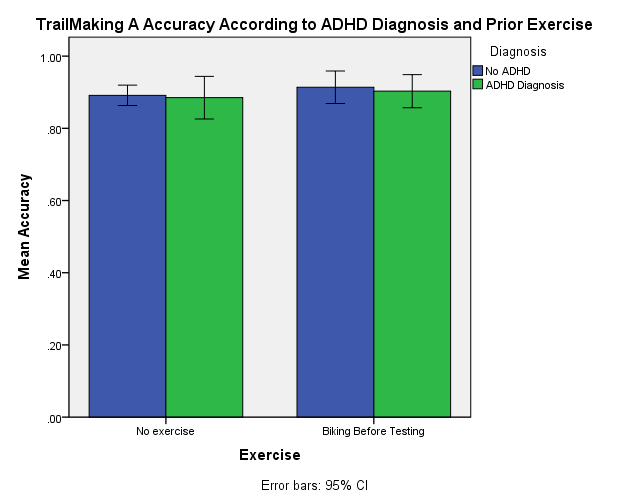 TrailMaking A Accuracy According to ADHD Diagnosis and Prior Exercise
Diagnosis
No ADHD
ADHD Diagnosis
Mean Accuracy
1.00
.80
.60
.40
.20
.00
No exercise
Biking Before Testing
Exercise
Error bars: 95% CI